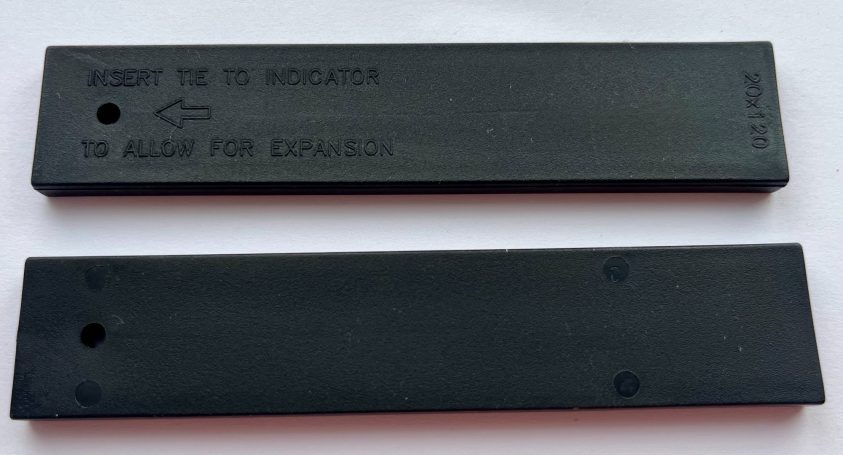 INSERT TIE TO INDICATOR
TO ALLOW FOR EXPANSION
20x120